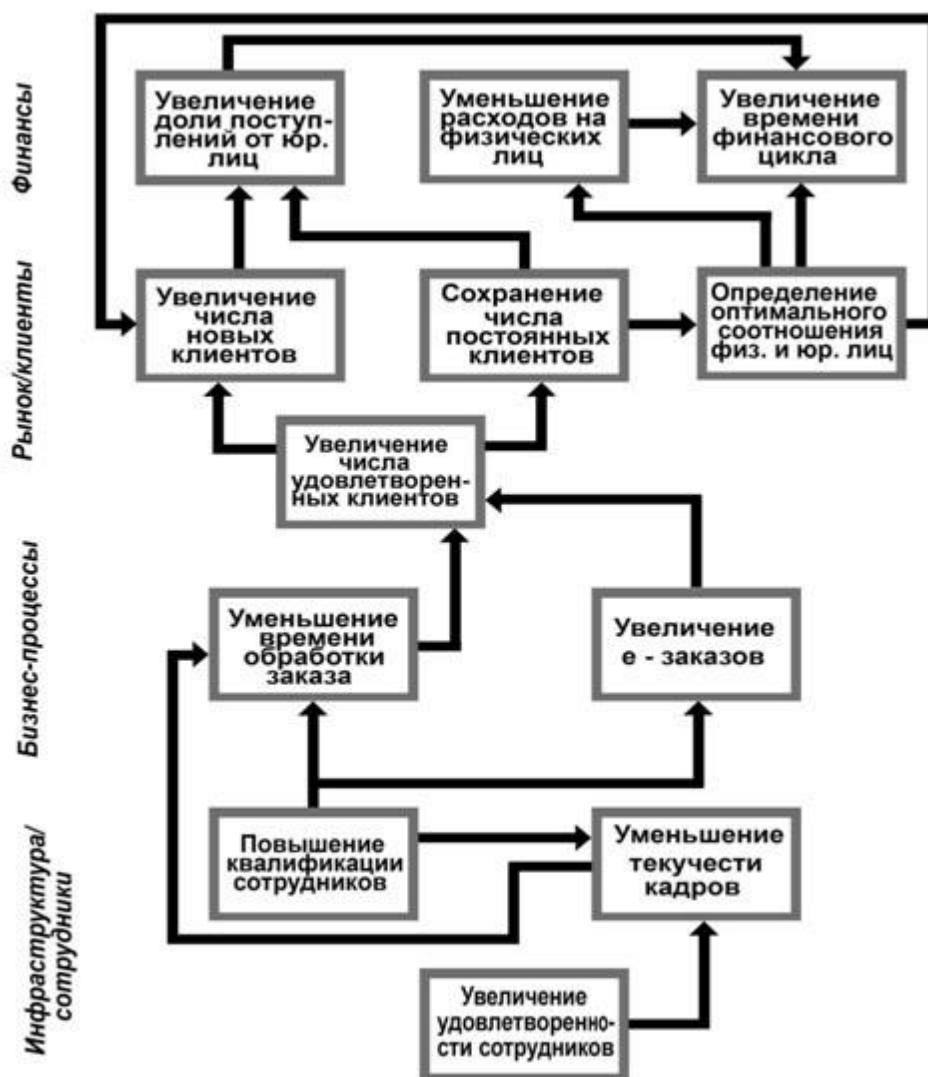 Финансы
Увеличение
доли поступ-
лений от юр.
лиц
Уменьшение
расходов на
физических
лиц
Увеличение
времени
финансового
цикла
Рынок/клиенты
Увеличение
числа
новых
клиентов
Сохранение
числа
постоянных
клиентов
Определение
оптимального
соотношения
физ. и юр. лиц
Увеличение
числа
удовлетворен-
ных клиентов
Бизнес-процессы
Уменьшение
времени
обработки
заказа
Увеличение
е - заказов
Инфраструктура/
сотрудники
Повышение
квалификации
сотрудников
Уменьшение
текучести
кадров
Увеличение
удовлетворенно-
сти сотрудников